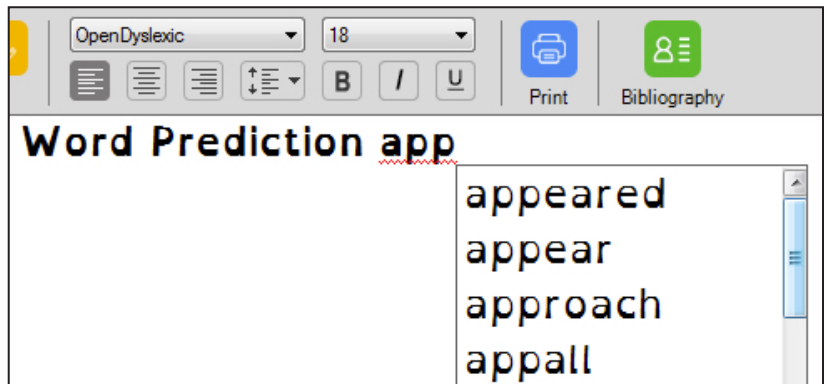 OpenDyslexic 18
B I U
Print Bibliography
Word Prediction app
appeared
appear
approach
appall